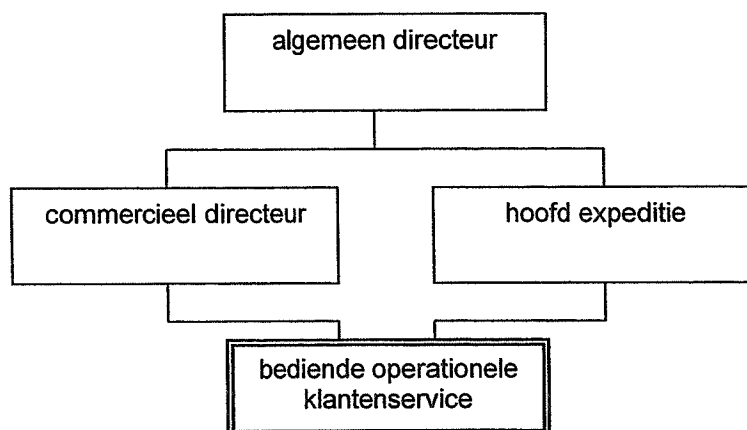 algemeen directeur
commercieel directeur
hoofd expeditie
bediende operationele
klantenservice